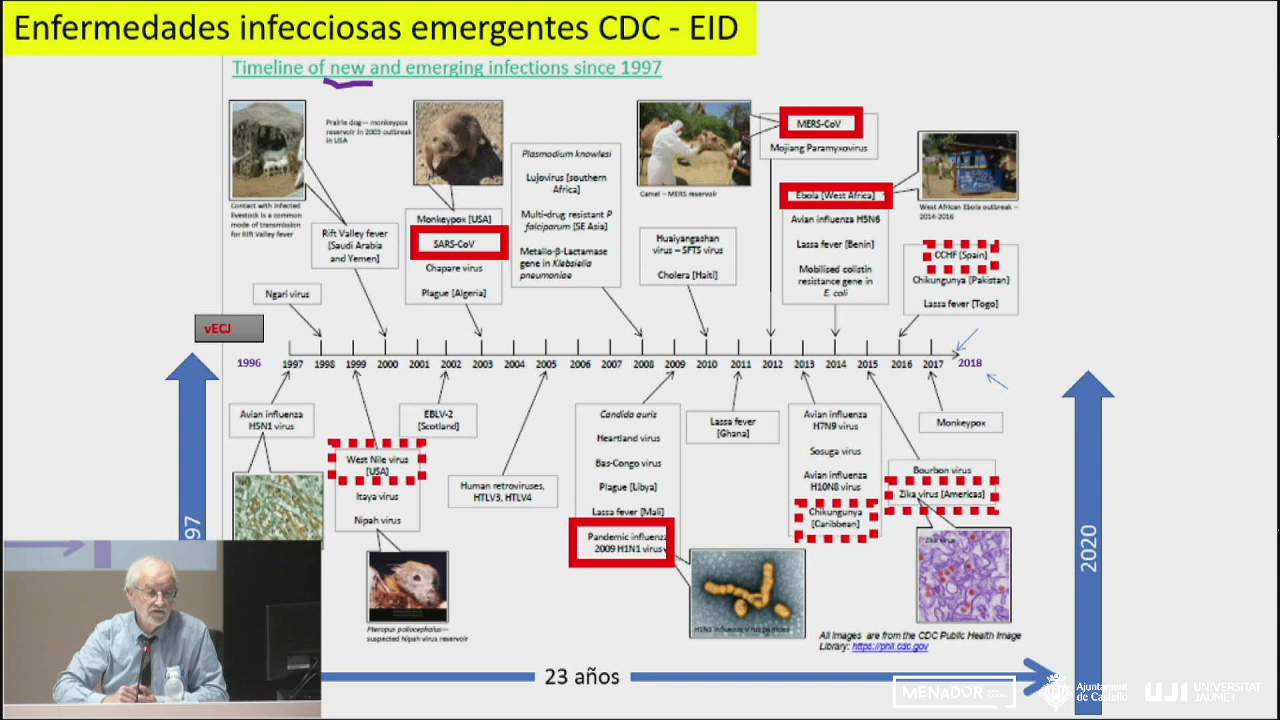 Enfermedades infecciosas emergentes CDC - EID
Timeline of new and emerging infections since 1997
Contact with infected
livestock is a common
mode of transmission
for Rift Valley fever
Prairie dog— monkeypox
reservoir in 2003 outbreak
in USA
Rift Valley fever
[Saudi Arabia
and Yemen]
Ngari virus
Monkeypox [USA]
SARS-CoV
Chapare virus
Plague [Algeria]
Plasmodium knowlesi
Lujovirus [southern
Africa]
Multi-drug resistant P
falciparum [SE Asia]
Metallo-β-Lactamase
gene in Klebsiella
pneumoniae
Camel – MERS reservoir
Huaiyangashan
virus – SFTS virus
Cholera [Haiti]
MERS-CoV
Mojiang Paramyxovirus
Ebola [West Africa]
Avian influenza H5N6
Lassa fever [Benin]
Mobilised colistin
resistance gene in
E. coli
West African Ebola outbreak –
2014-2016
CCHF [Spain]
Chikungunya [Pakistan]
Lassa fever [Togo]
vECJ
1996 1997 1998 1999 2000 2001 2002 2003 2004 2005 2006 2007 2008 2009 2010 2011 2012 2013 2014 2015 2016 2017 2018
Avian influenza
H5N1 virus
West Nile virus
[USA]
Itaya virus
Nipah virus
Pteropus poliocephalus—
suspected Nipah virus reservoir
EBLV-2
[Scotland]
Human retroviruses,
HTLV3, HTLV4
Candida auris
Heartland virus
Bas-Congo virus
Plague [Libya]
Lassa fever [Mali]
Pandemic influenza
2009 H1N1 virus
H1N1 influenza virus particles
Lassa fever
[Ghana]
Avian influenza
H7N9 virus
Sosuga virus
Avian influenza
H10N8 virus
Chikungunya
[Caribbean]
Bourbon virus
Zika virus [Americas]
Zika virus
Monkeypox
All Images are from the CDC Public Health Image
Library: https://phil.cdc.gov
97
2020
23 años
MENADOR
Ajuntament
de Castelló
UJI UNIVERSITAT
JAUME I